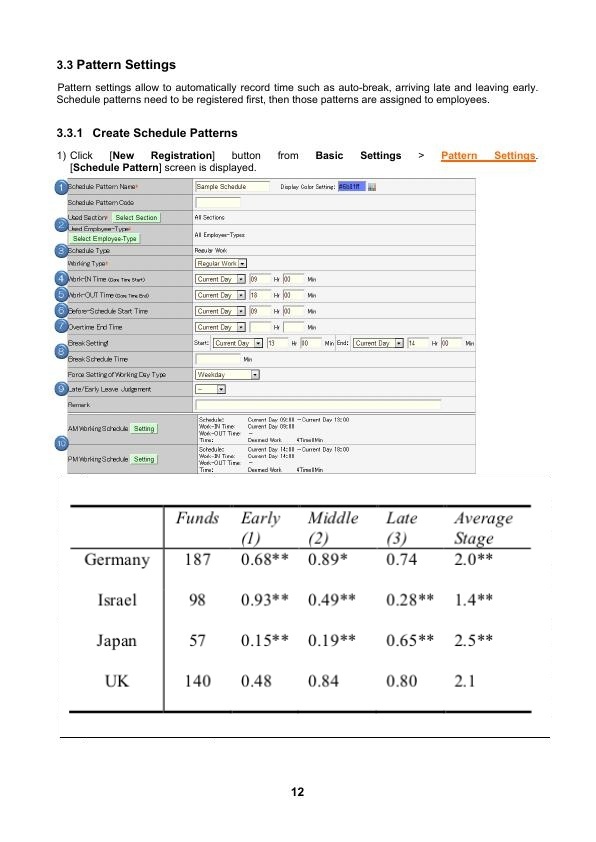 3.3 Pattern Settings
Pattern settings allow to automatically record time such as auto-break, arriving late and leaving early.
Schedule patterns need to be registered first, then those patterns are assigned to employees.
3.3.1 Create Schedule Patterns
1) Click [New Registration] button from Basic Settings > Pattern Settings.
[Schedule Pattern] screen is displayed.
1 Schedule Pattern Name* Sample Schedule Display Color Setting: #6b81ff
Schedule Pattern Code
2 Used Section* Select Section All Sections
Used Employee-Type*
Select Employee-Type All Employee-Types
3 Schedule Type Regular Work
Working Type* Regular Work
4 Work-IN Time (Core Time Start) Current Day 09 Hr 00 Min
5 Work-OUT Time (Core Time End) Current Day 18 Hr 00 Min
6 Before-Schedule Start Time Current Day 09 Hr 00 Min
7 Overtime End Time Current Day Hr Min
Break Setting! Start: Current Day 13 Hr 00 Min End: Current Day 14 Hr 00 Min
8 Break Schedule Time Min
Force Setting of Working Day Type Weekday
9 Late/Early Leave Judgement –
Remark
10
AM Working Schedule Setting
Schedule: Current Day 09:00 –Current Day 13:00
Work-IN Time: Current Day 09:00
Work-OUT Time: –
Time: Deemed Work 4Time0Min
PM Working Schedule Setting
Schedule: Current Day 14:00 –Current Day 18:00
Work-IN Time: Current Day 14:00
Work-OUT Time: –
Time: Deemed Work 4Time0Min
Funds Early Middle Late Average
(1) (2) (3) Stage
Germany 187 0.68** 0.89* 0.74 2.0**
Israel 98 0.93** 0.49** 0.28** 1.4**
Japan 57 0.15** 0.19** 0.65** 2.5**
UK 140 0.48 0.84 0.80 2.1
12